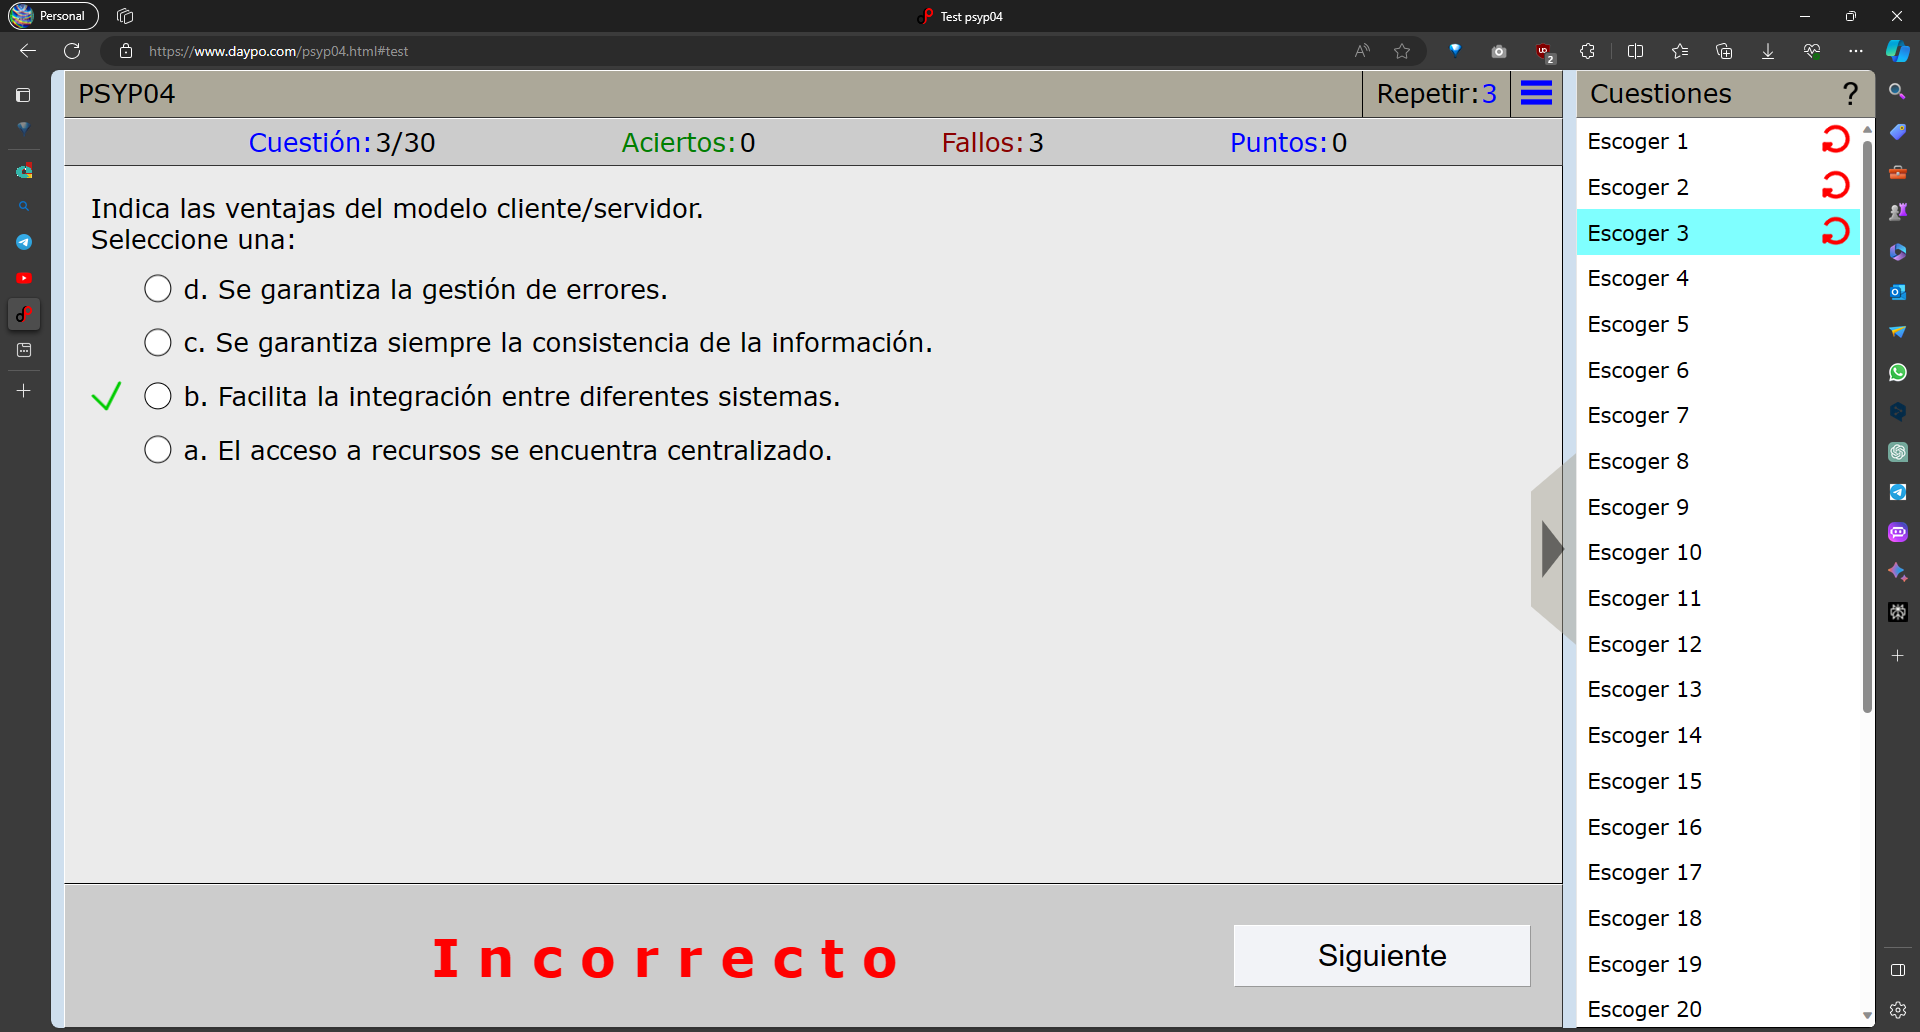 Personal
Test psyp04
https://www.daypo.com/psyp04.html#test
2
PSYP04
Repetir:3
Cuestiones
?
Cuestión:3/30
Aciertos:0
Fallos:3
Puntos:0
Indica las ventajas del modelo cliente/servidor.
Seleccione una:
d. Se garantiza la gestión de errores.
c. Se garantiza siempre la consistencia de la información.
b. Facilita la integración entre diferentes sistemas.
a. El acceso a recursos se encuentra centralizado.
Incorrecto
Siguiente
Escoger 1
Escoger 2
Escoger 3
Escoger 4
Escoger 5
Escoger 6
Escoger 7
Escoger 8
Escoger 9
Escoger 10
Escoger 11
Escoger 12
Escoger 13
Escoger 14
Escoger 15
Escoger 16
Escoger 17
Escoger 18
Escoger 19
Escoger 20